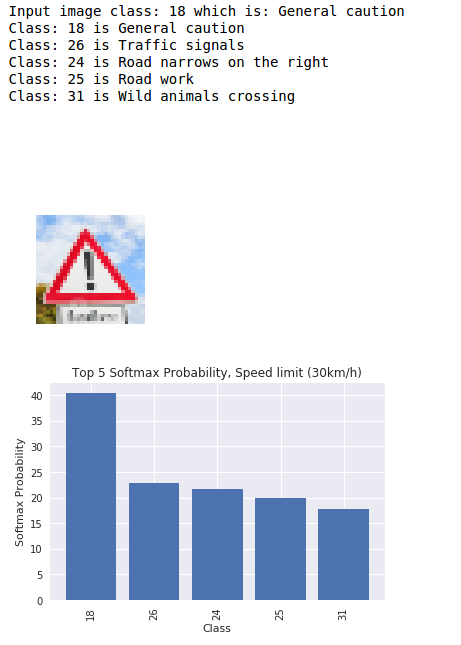 Input image class: 18 which is: General caution
Class: 18 is General caution
Class: 26 is Traffic signals
Class: 24 is Road narrows on the right
Class: 25 is Road work
Class: 31 is Wild animals crossing
Top 5 Softmax Probability, Speed limit (30km/h)
Softmax Probability
40
35
30
25
20
15
10
5
0
18
26
24
25
31
Class